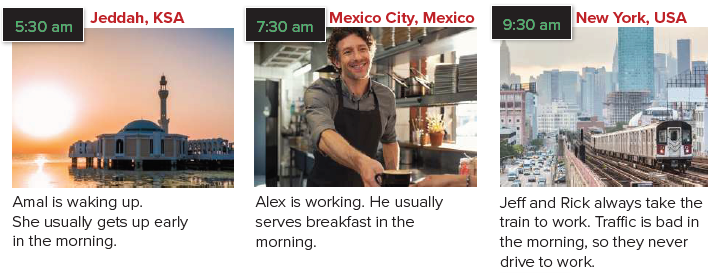 5:30 am
Jeddah, KSA
Amal is waking up.
She usually gets up early
in the morning.
7:30 am
Mexico City, Mexico
Alex is working. He usually
serves breakfast in the
morning.
9:30 am
New York, USA
Jeff and Rick always take the
train to work. Traffic is bad in
the morning, so they never
drive to work.